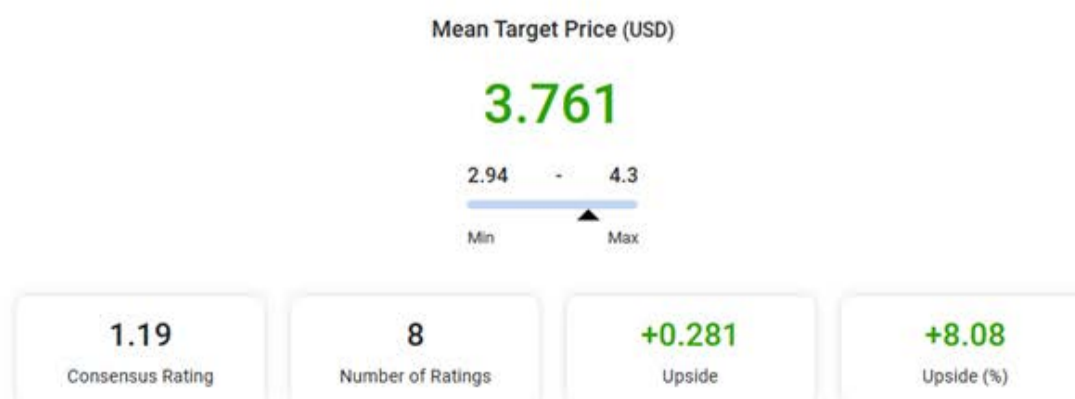 Mean Target Price (USD)
3.761
2.94 - 4.3
Min Max
1.19 8 +0.281 +8.08
Consensus Rating Number of Ratings Upside Upside (%)